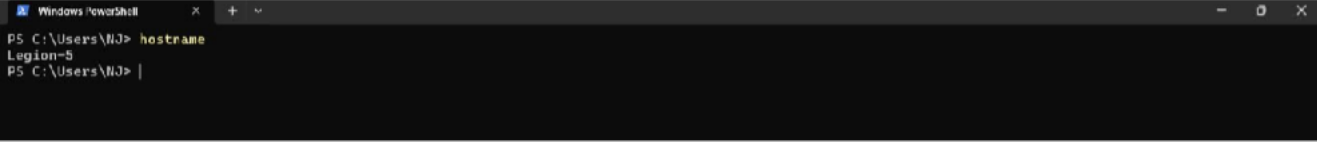 Windows PowerShell
PS C:\Users\NJ> hostname
Legion-5
PS C:\Users\NJ>